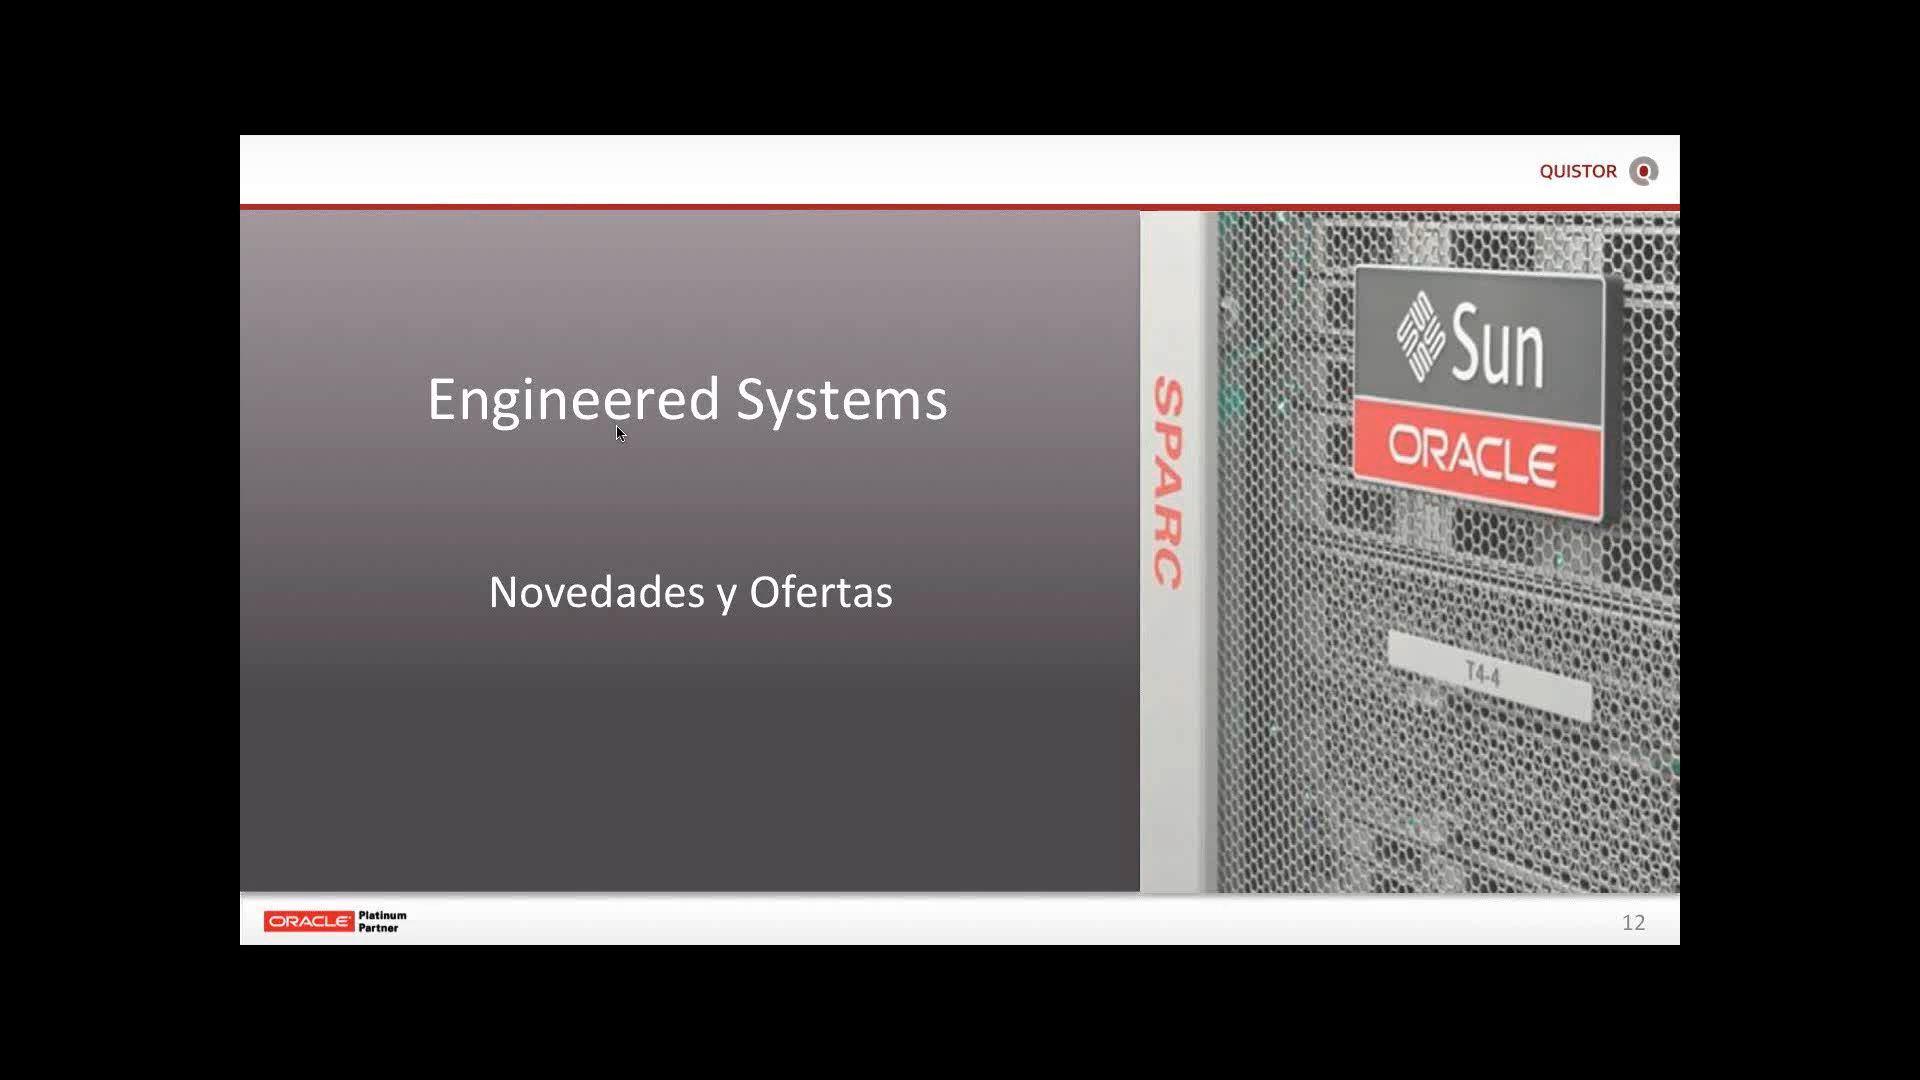 QUISTOR
Engineered Systems
Novedades y Ofertas
SPARC
Sun
ORACLE
T4-4
ORACLE Platinum
Partner
12